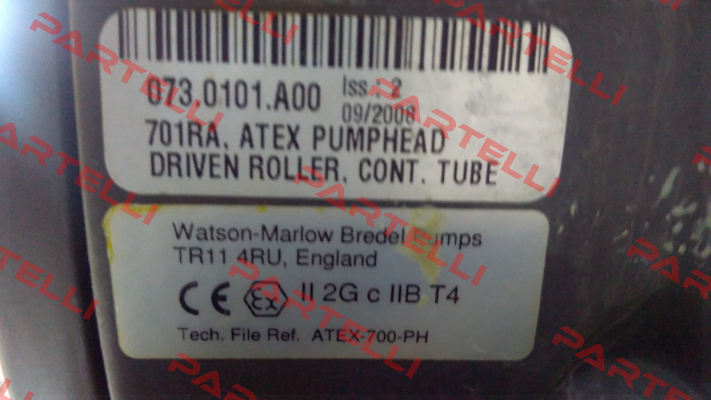 073.0101.A00 Iss.: 2
09/2008
701RA, ATEX PUMPHEAD
DRIVEN ROLLER, CONT. TUBE
Watson-Marlow Bredel Pumps
TR11 4RU, England
CE Ex II 2G c IIB T4
Tech. File Ref. ATEX-700-PH
PARTELLI
PARTELLI
PARTELLI
PARTELLI
PARTELLI
PARTELLI